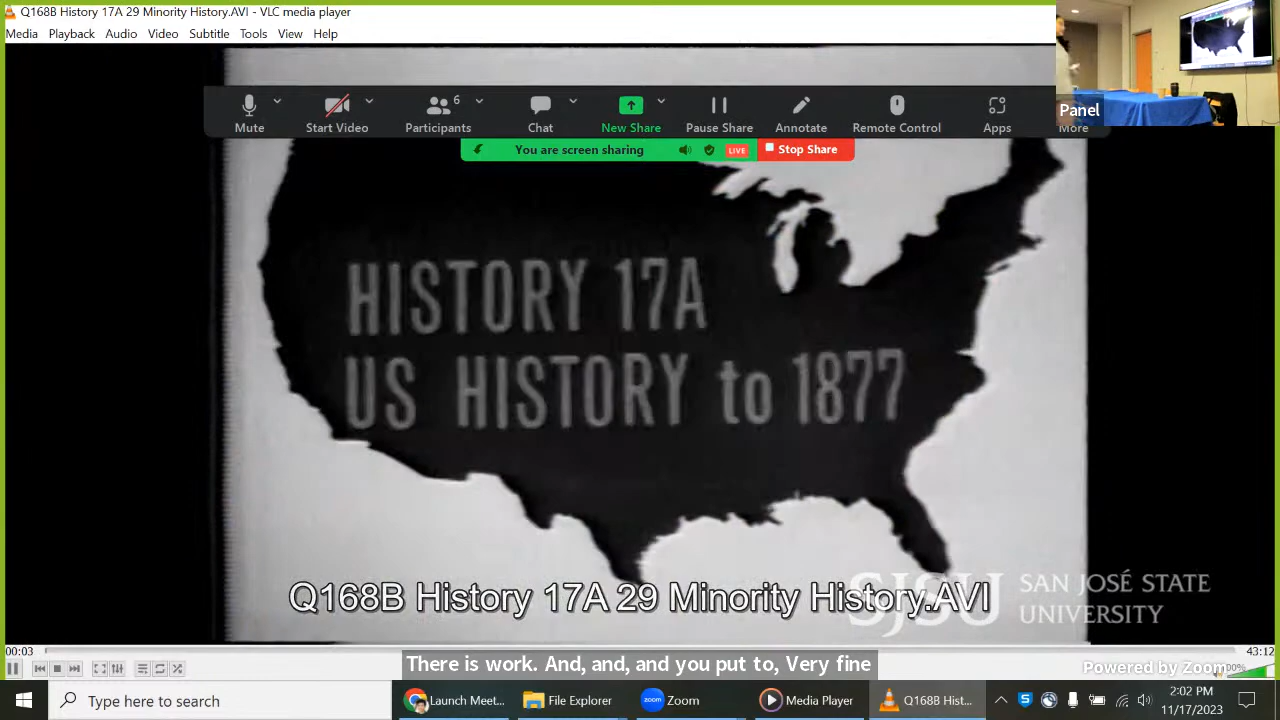 Q168B History 17A 29 Minority History.AVI - VLC media player
Media Playback Audio Video Subtitle Tools View Help
6
Mute Start Video Participants Chat New Share Pause Share Annotate Remote Control Apps More
Panel
You are screen sharing LIVE Stop Share
HISTORY 17A
US HISTORY to 1877
Q168B History 17A 29 Minority History.AVI
SJSU SAN JOSÉ STATE
UNIVERSITY
00:03 43:12
There is work. And, and, and you put to, Very fine
Powered by Zoom
Type here to search
Launch Meet... File Explorer Zoom Media Player Q168B Hist...
2:02 PM
11/17/2023